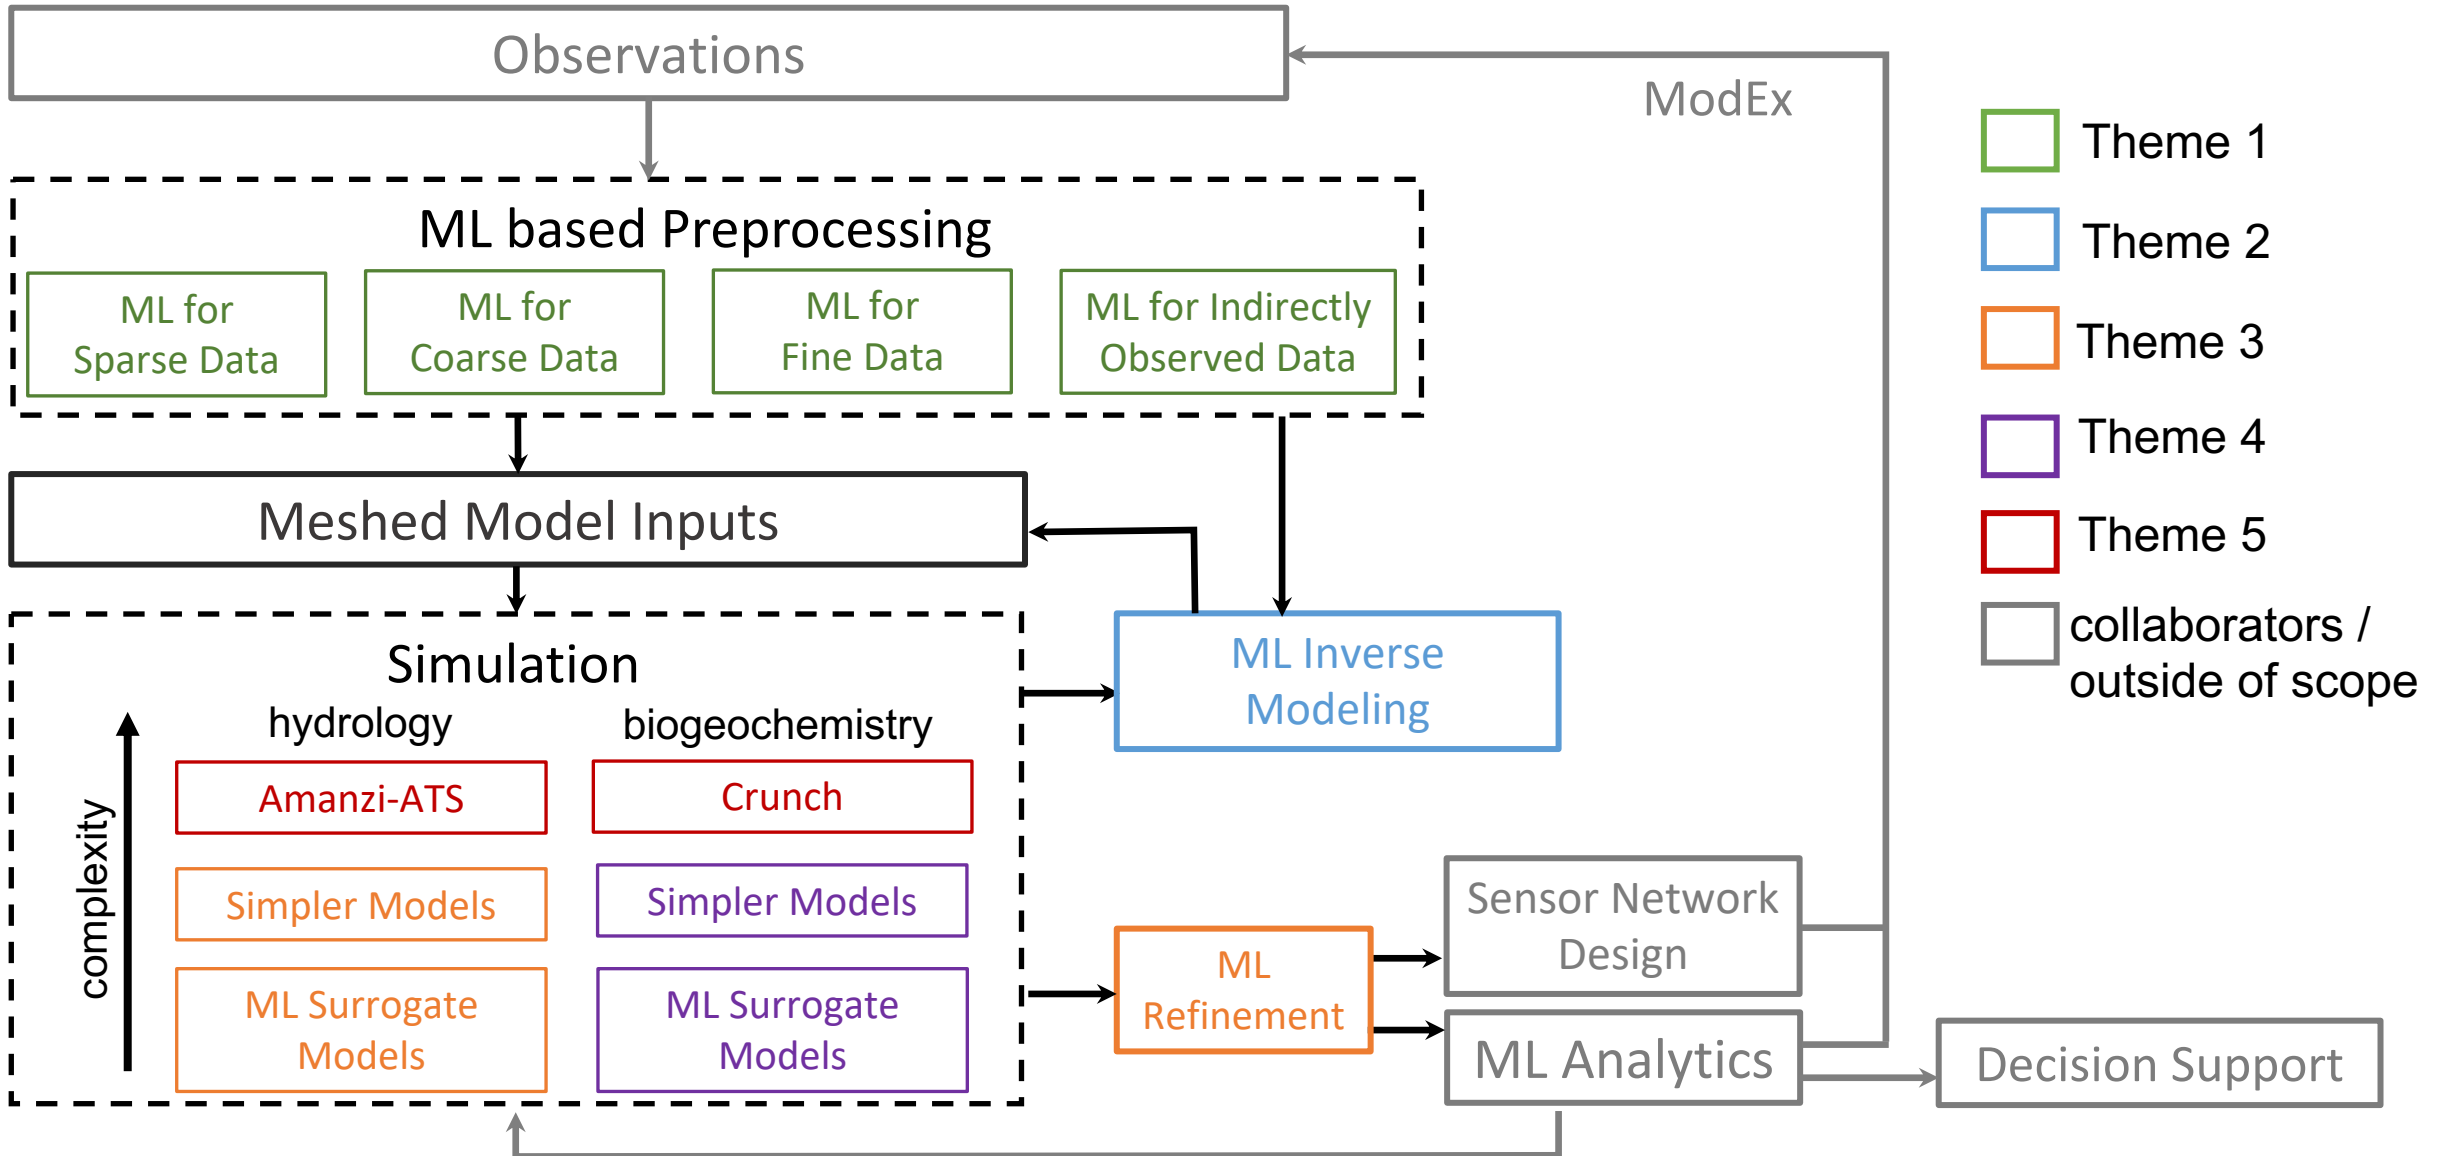 Observations
ModEx
ML based Preprocessing
ML for
Sparse Data
ML for
Coarse Data
ML for
Fine Data
ML for Indirectly
Observed Data
Meshed Model Inputs
Simulation
hydrology
biogeochemistry
complexity
Amanzi-ATS
Crunch
Simpler Models
Simpler Models
ML Surrogate
Models
ML Surrogate
Models
ML Inverse
Modeling
ML
Refinement
Sensor Network
Design
ML Analytics
Decision Support
Theme 1
Theme 2
Theme 3
Theme 4
Theme 5
collaborators /
outside of scope